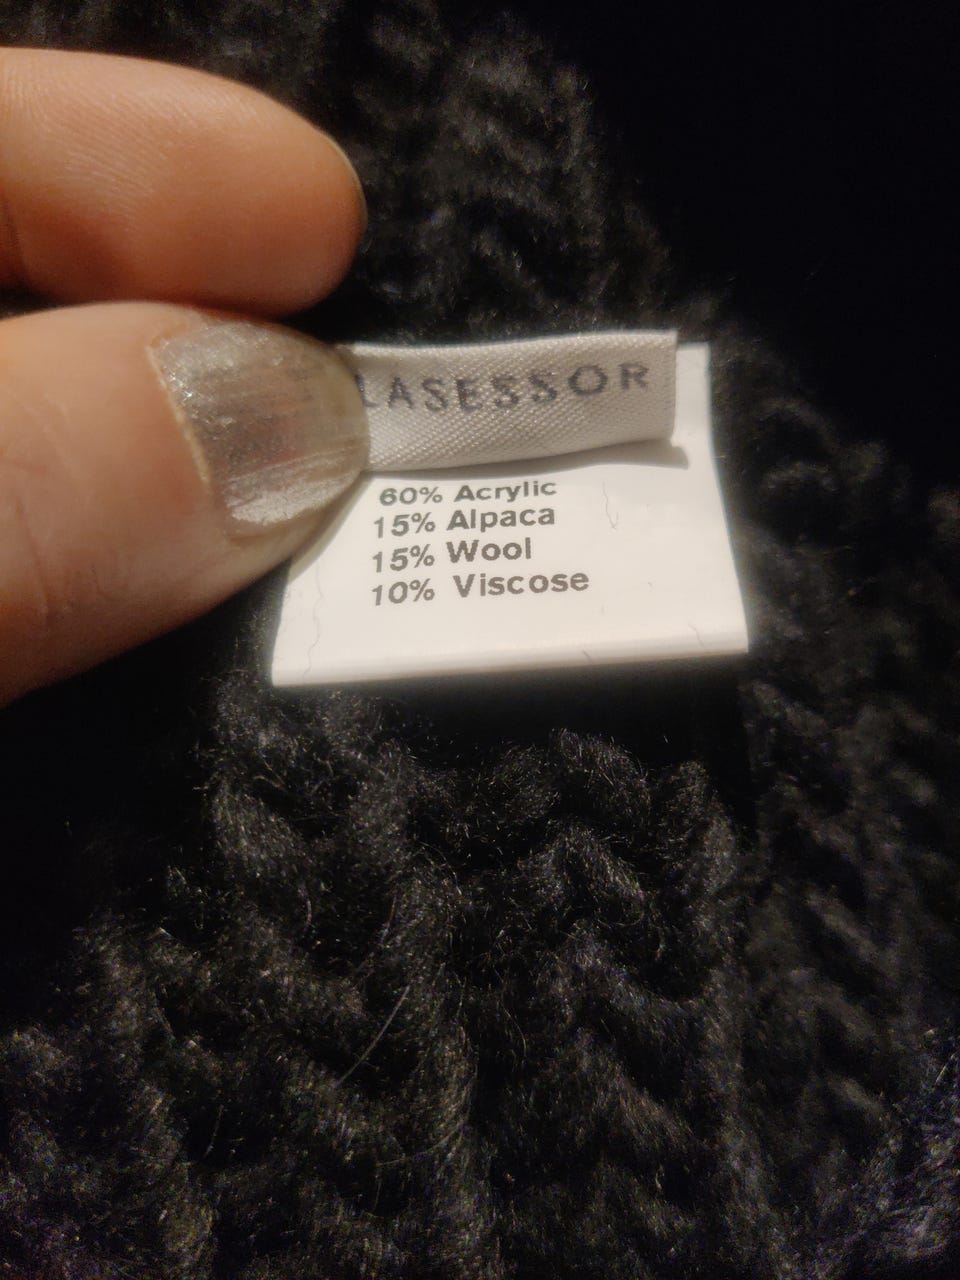 LASESSOR
60% Acrylic
15% Alpaca
15% Wool
10% Viscose